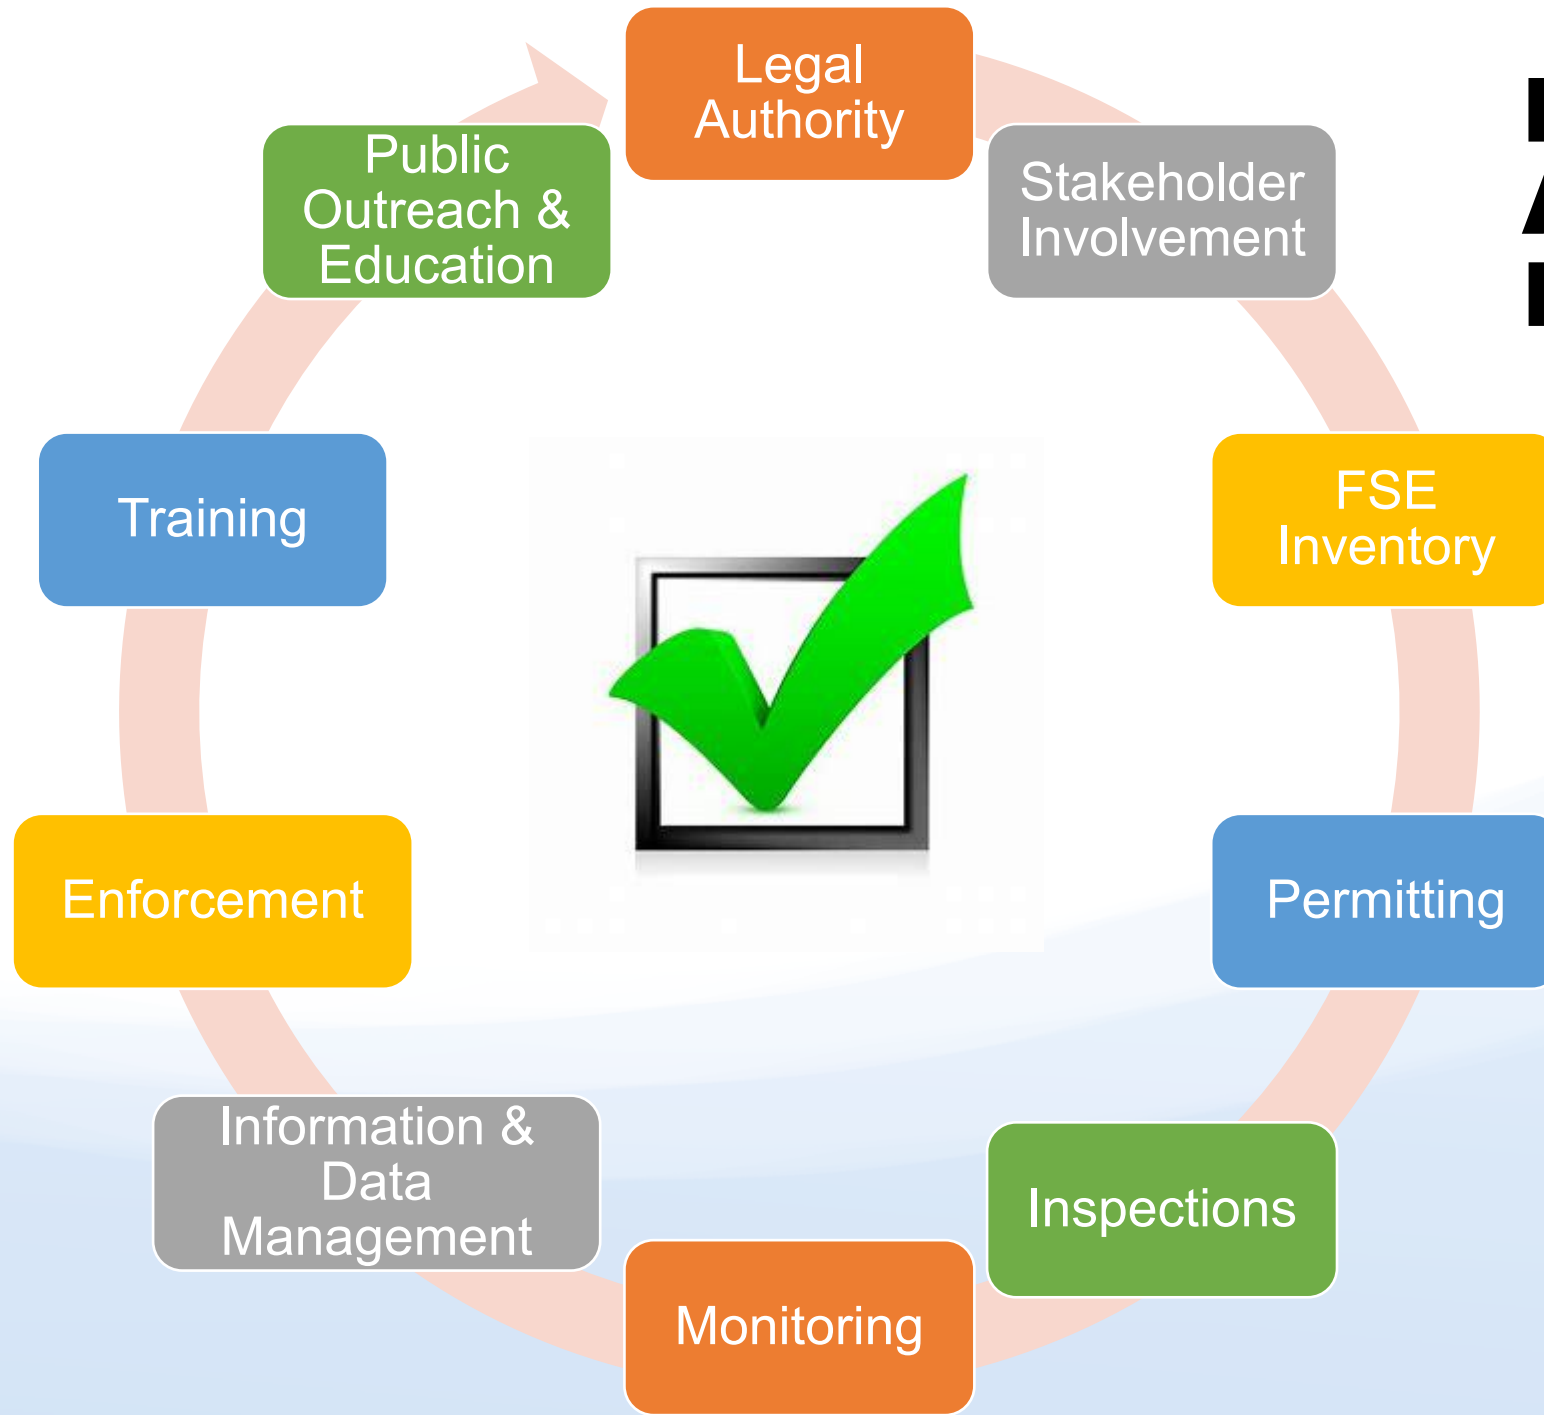 Legal
Authority
Stakeholder
Involvement
FSE
Inventory
Permitting
Inspections
Monitoring
Information &
Data
Management
Enforcement
Training
Public
Outreach &
Education